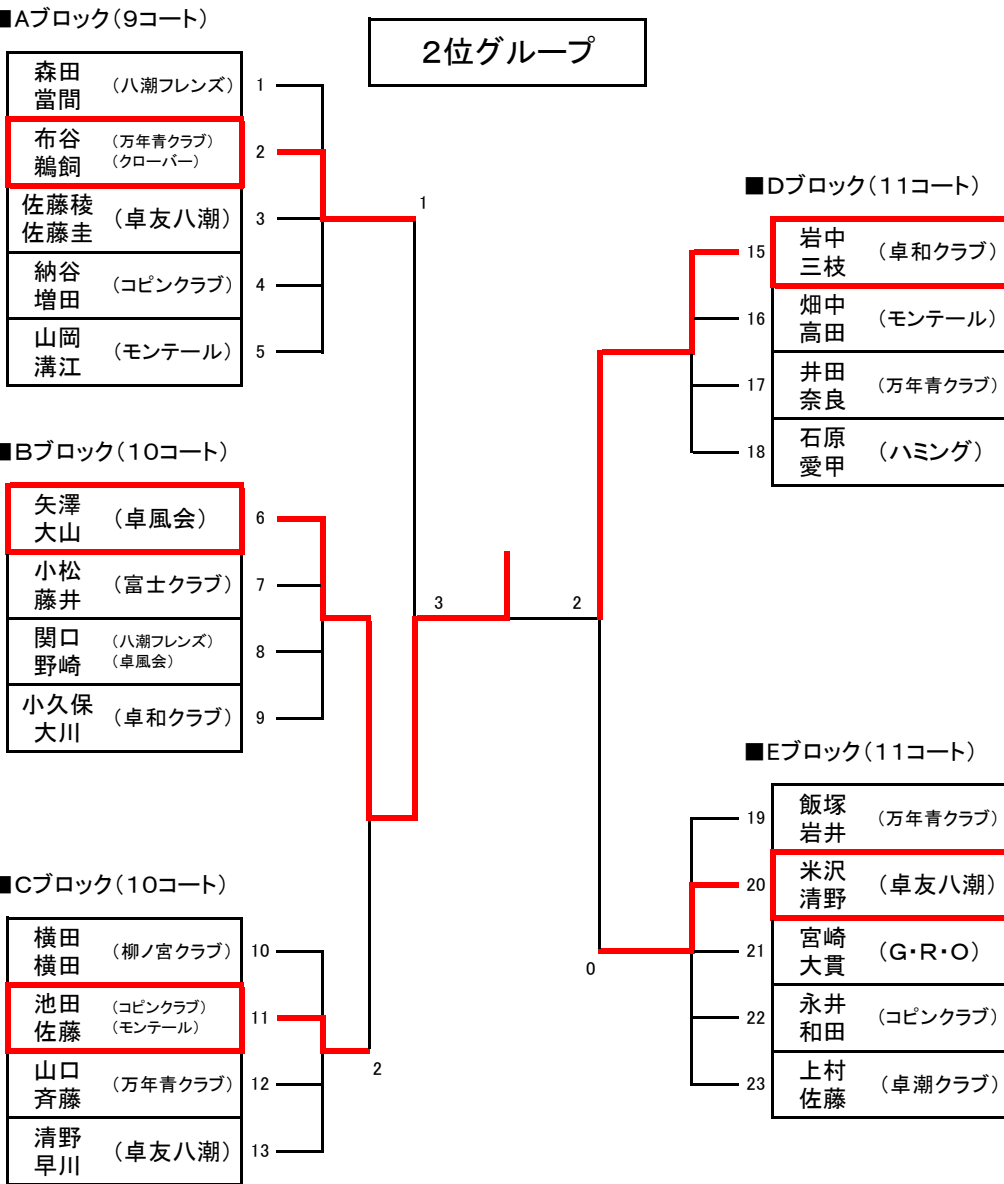 ■Aブロック（9コート）
2位グループ
森田
當間
（八潮フレンズ）
1
布谷
鵜飼
（万年青クラブ）
（クローバー）
2
佐藤稜
佐藤圭
（卓友八潮）
3
納谷
増田
（コピンクラブ）
4
山岡
溝江
（モンテール）
5
1
■Bブロック（10コート）
矢澤
大山
（卓風会）
6
小松
藤井
（富士クラブ）
7
関口
野崎
（八潮フレンズ）
（卓風会）
8
小久保
大川
（卓和クラブ）
9
3
2
■Cブロック（10コート）
横田
横田
（柳ノ宮クラブ）
10
池田
佐藤
（コピンクラブ）
（モンテール）
11
山口
斉藤
（万年青クラブ）
12
清野
早川
（卓友八潮）
13
2
■Dブロック（11コート）
15
岩中
三枝
（卓和クラブ）
16
畑中
高田
（モンテール）
17
井田
奈良
（万年青クラブ）
18
石原
愛甲
（ハミング）
■Eブロック（11コート）
19
飯塚
岩井
（万年青クラブ）
20
米沢
清野
（卓友八潮）
21
宮崎
大貫
（G・R・O）
22
永井
和田
（コピンクラブ）
23
上村
佐藤
（卓潮クラブ）
0